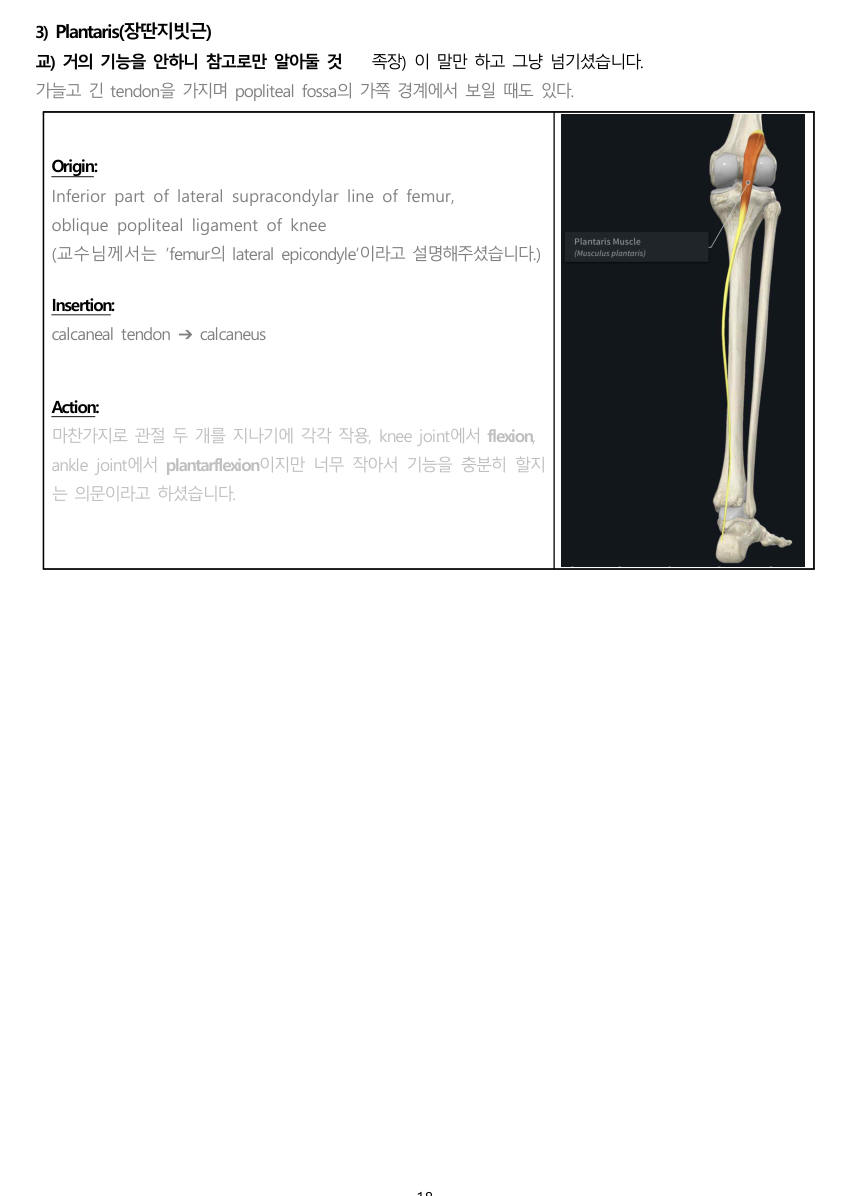 3) Plantaris(장딴지빗근)
교) 거의 기능을 안하니 참고로만 알아둘 것 족장) 이 말만 하고 그냥 넘기셨습니다.
가늘고 긴 tendon을 가지며 popliteal fossa의 가쪽 경계에서 보일 때도 있다.
Origin:
Inferior part of lateral supracondylar line of femur,
oblique popliteal ligament of knee
(교수님께서는 ‘femur의 lateral epicondyle’이라고 설명해주셨습니다.)
Insertion:
calcaneal tendon ➔ calcaneus
Action:
마찬가지로 관절 두 개를 지나기에 각각 작용, knee joint에서 flexion,
ankle joint에서 plantarflexion이지만 너무 작아서 기능을 충분히 할지
는 의문이라고 하셨습니다.
Plantaris Muscle
(Musculus plantaris)
18